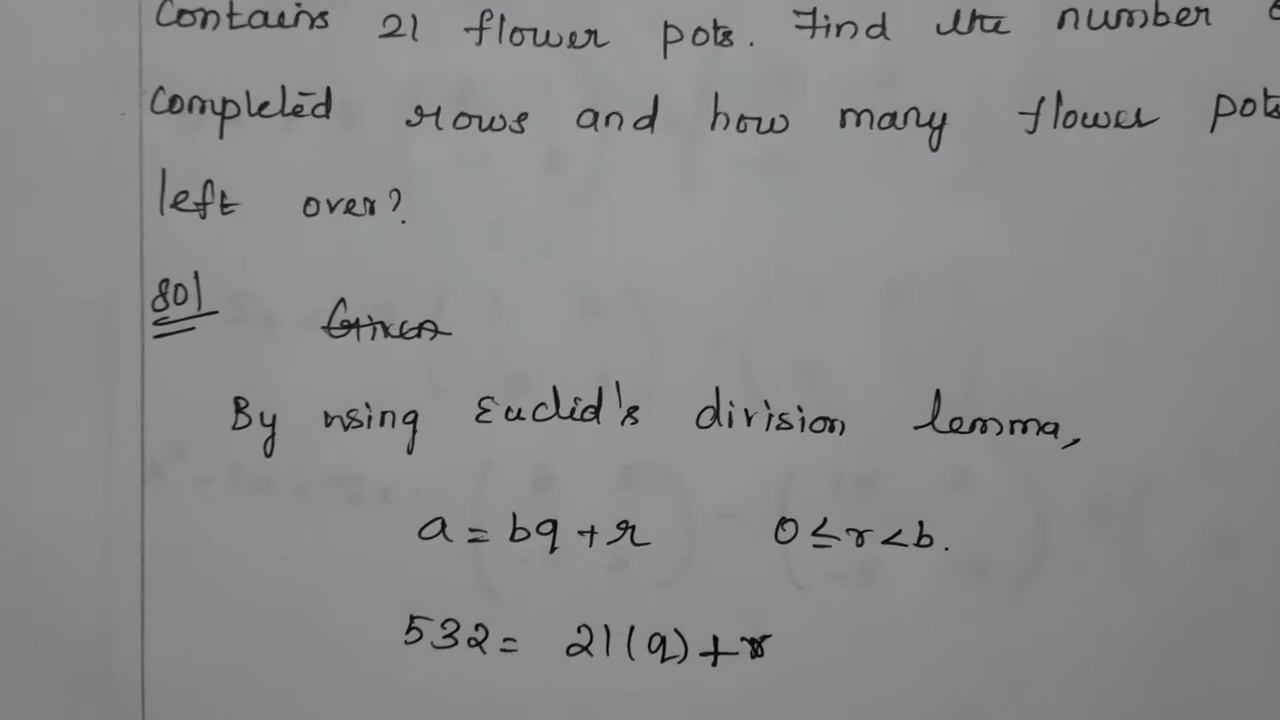 Contains 21 flower pots. Find the number
completed rows and how many flower pots
left over?
Sol
Given
By using Euclid's division lemma,
a = bq + r 0 ≤ r < b.
532 = 21(q) + r